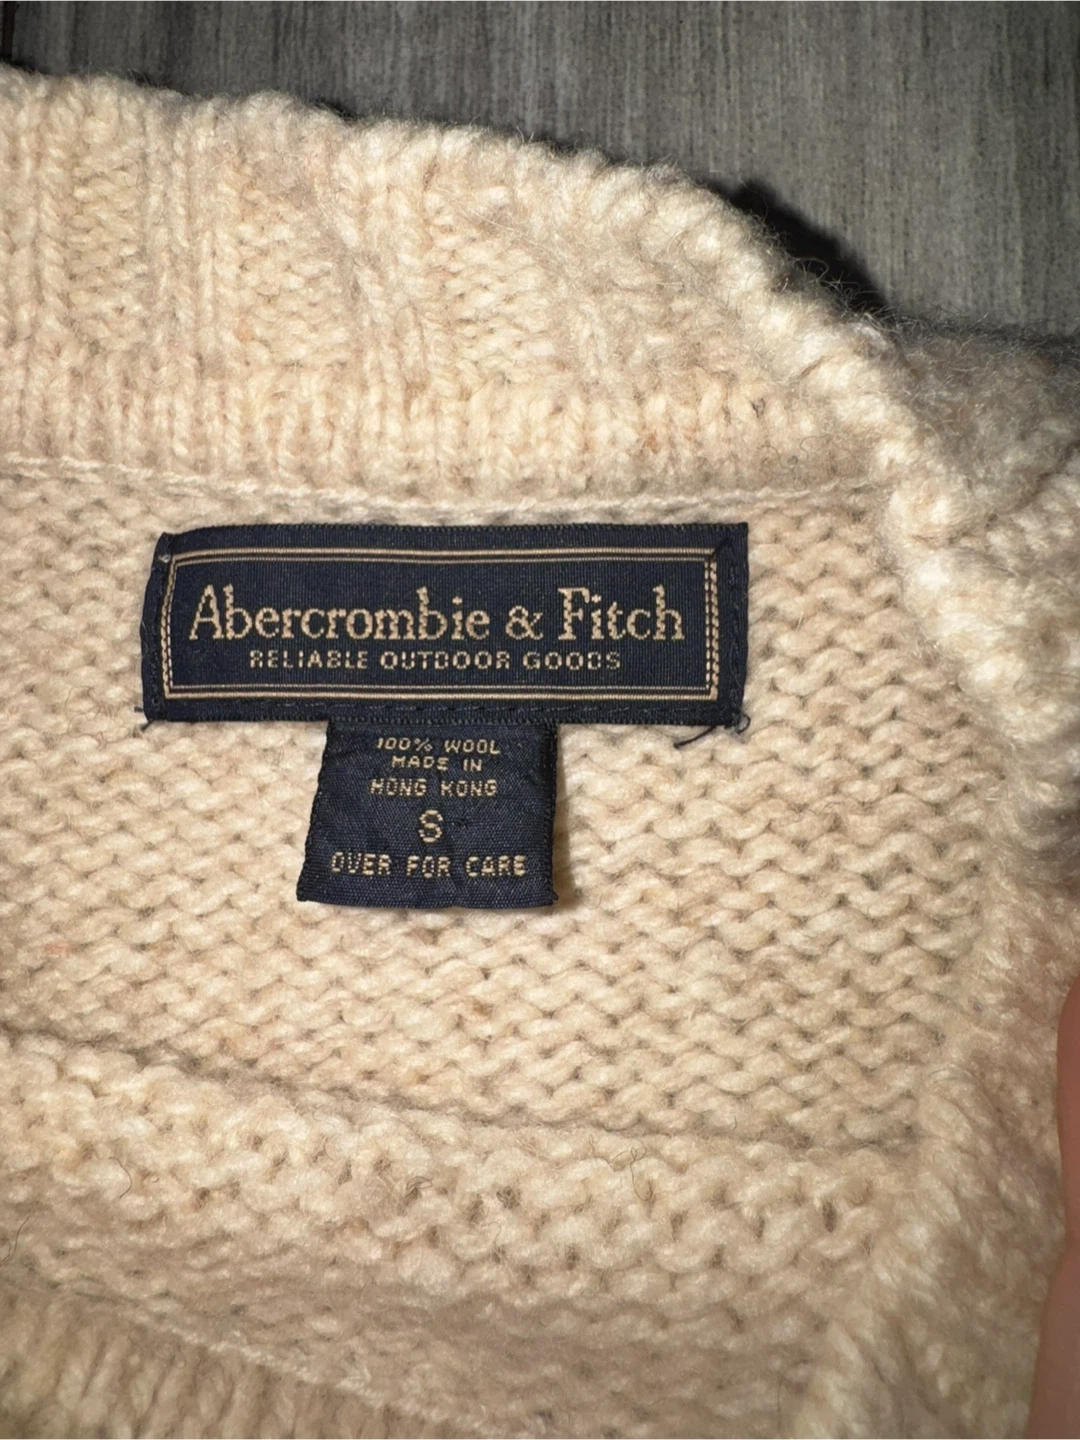 Abercrombie & Fitch
RELIABLE OUTDOOR GOODS
100% WOOL
MADE IN
HONG KONG
S
OVER FOR CARE